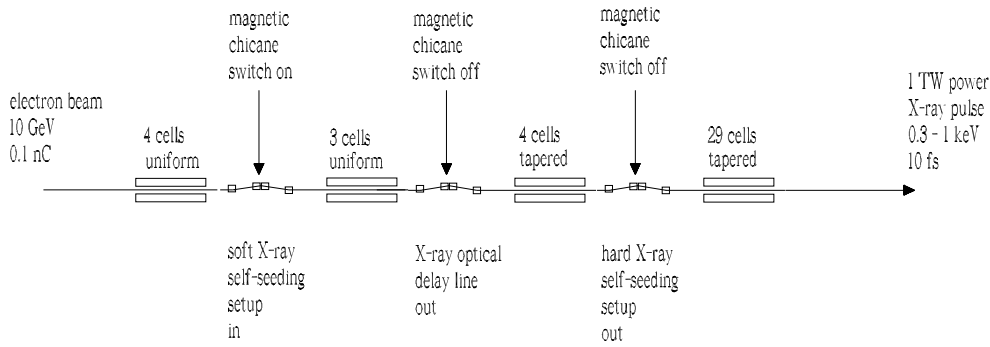 magnetic
chicane
switch on
magnetic
chicane
switch off
magnetic
chicane
switch off
electron beam
10 GeV
0.1 nC
4 cells
uniform
3 cells
uniform
4 cells
tapered
29 cells
tapered
1 TW power
X-ray pulse
0.3 - 1 keV
10 fs
soft X-ray
self-seeding
setup
in
X-ray optical
delay line
out
hard X-ray
self-seeding
setup
out